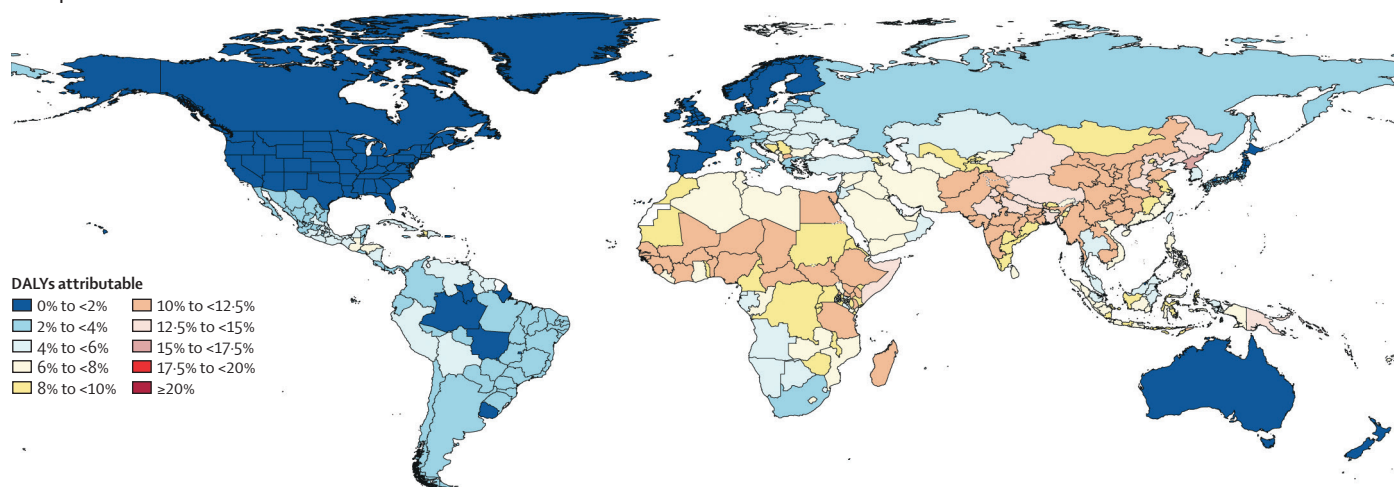 DALYs attributable
0% to <2%
2% to <4%
4% to <6%
6% to <8%
8% to <10%
10% to <12·5%
12·5% to <15%
15% to <17·5%
17·5% to <20%
≥20%